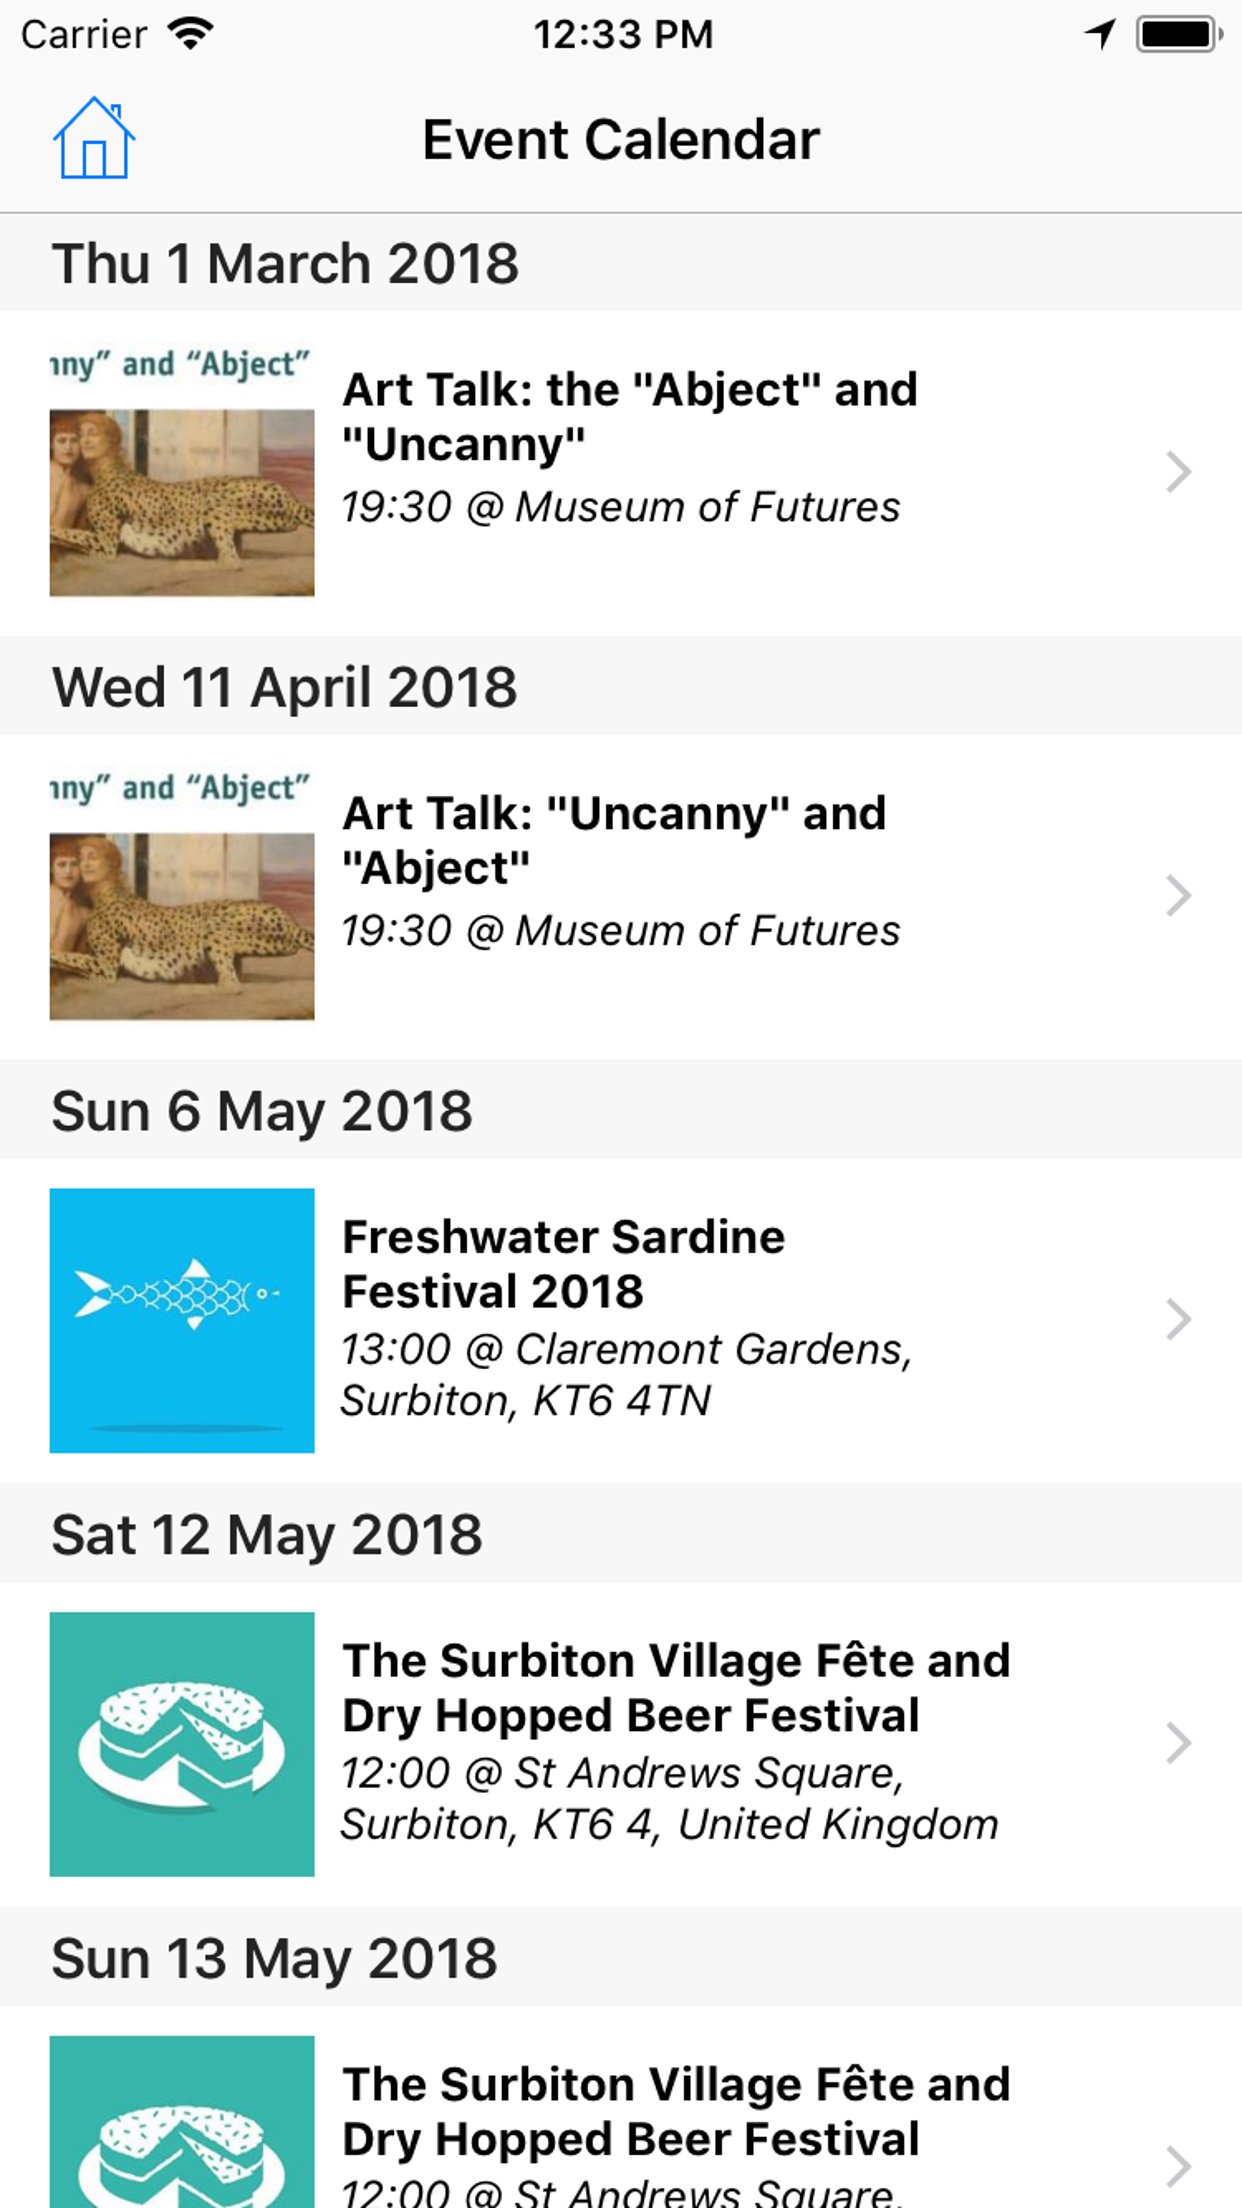 Carrier 12:33 PM
Event Calendar
Thu 1 March 2018
nny” and “Abject”
Art Talk: the "Abject" and
"Uncanny"
19:30 @ Museum of Futures
Wed 11 April 2018
nny” and “Abject”
Art Talk: "Uncanny" and
"Abject"
19:30 @ Museum of Futures
Sun 6 May 2018
Freshwater Sardine
Festival 2018
13:00 @ Claremont Gardens,
Surbiton, KT6 4TN
Sat 12 May 2018
The Surbiton Village Fête and
Dry Hopped Beer Festival
12:00 @ St Andrews Square,
Surbiton, KT6 4, United Kingdom
Sun 13 May 2018
The Surbiton Village Fête and
Dry Hopped Beer Festival
12:00 @ St Andrews Square,